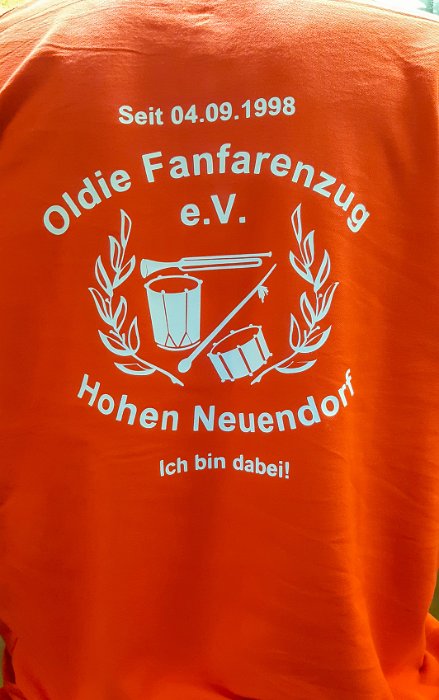 Seit 04.09.1998
Oldie Fanfarenzug
e.V.
Hohen Neuendorf
Ich bin dabei!